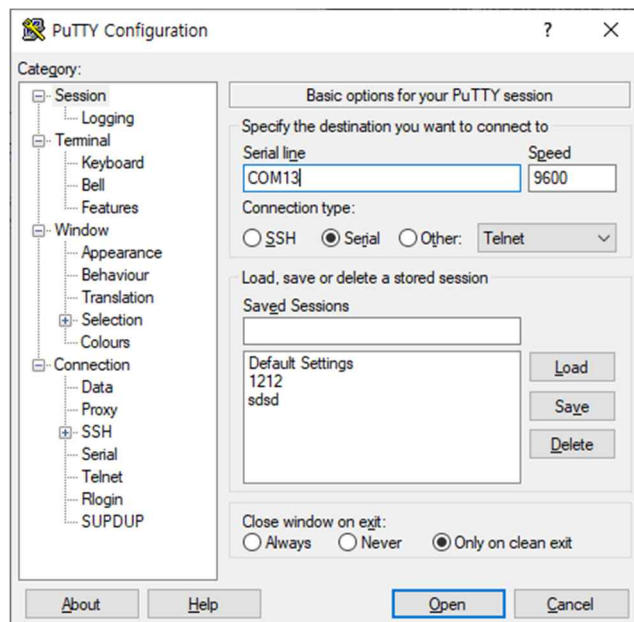 PuTTY Configuration
?
Category:
Session
Logging
Terminal
Keyboard
Bell
Features
Window
Appearance
Behaviour
Translation
Selection
Colours
Connection
Data
Proxy
SSH
Serial
Telnet
Rlogin
SUPDUP
Basic options for your PuTTY session
Specify the destination you want to connect to
Serial line Speed
COM13 9600
Connection type:
SSH Serial Other: Telnet
Load, save or delete a stored session
Saved Sessions
Default Settings
1212
sdsd
Load
Save
Delete
Close window on exit:
Always Never Only on clean exit
About Help Open Cancel